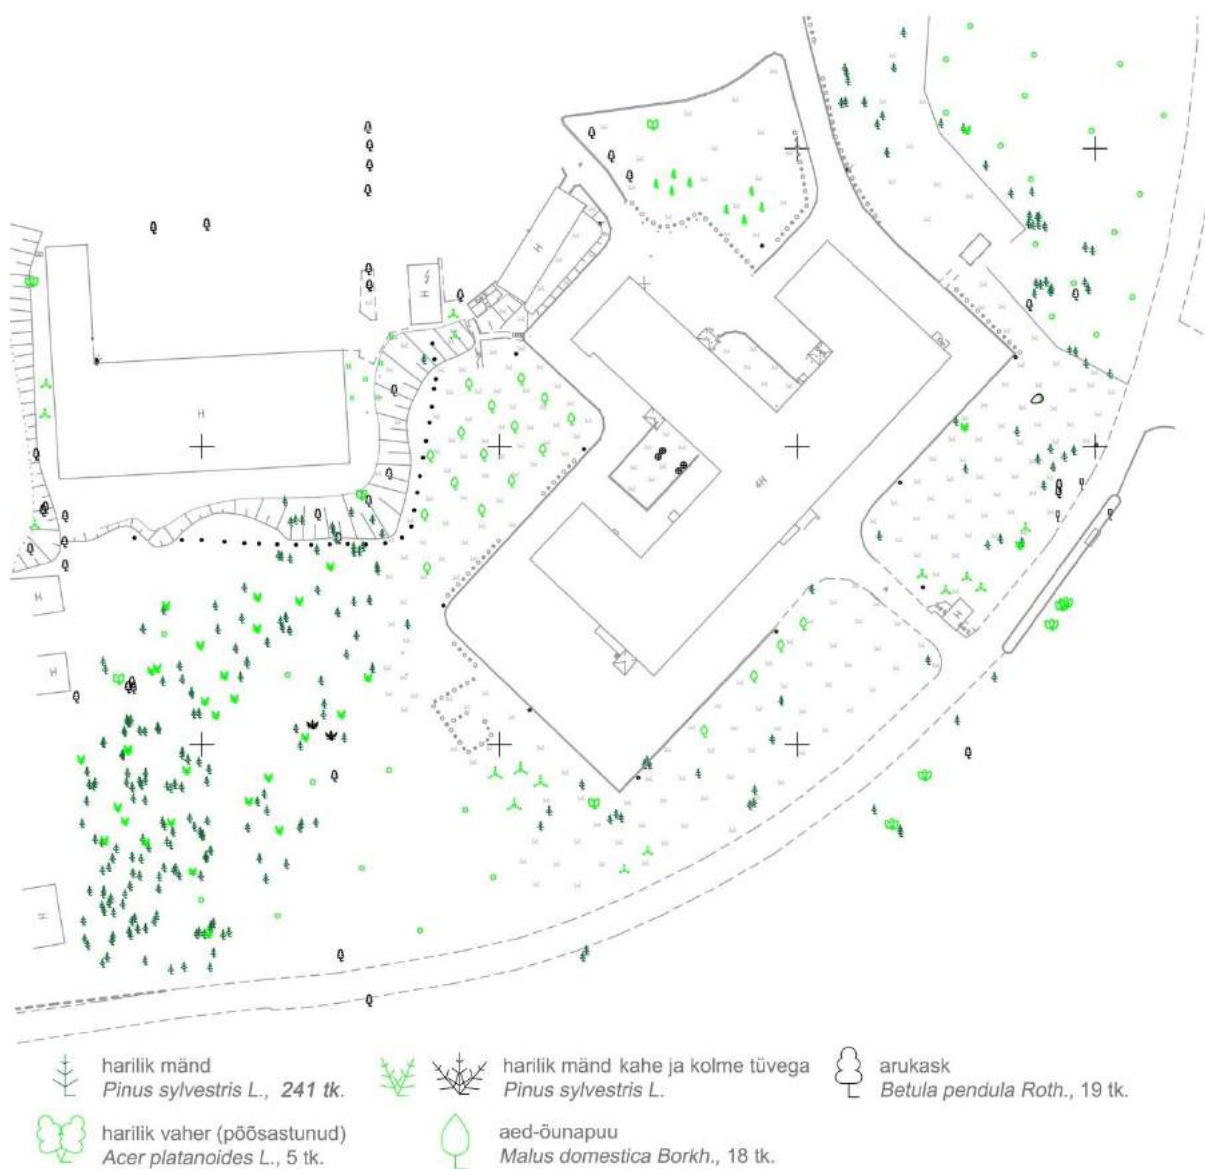 H
H
H
H
H
H
4H
H
harilik mänd
Pinus sylvestris L., 241 tk.
harilik mänd kahe ja kolme tüvega
Pinus sylvestris L.
arukask
Betula pendula Roth., 19 tk.
harilik vaher (põõsastunud)
Acer platanoides L., 5 tk.
aed-õunapuu
Malus domestica Borkh., 18 tk.